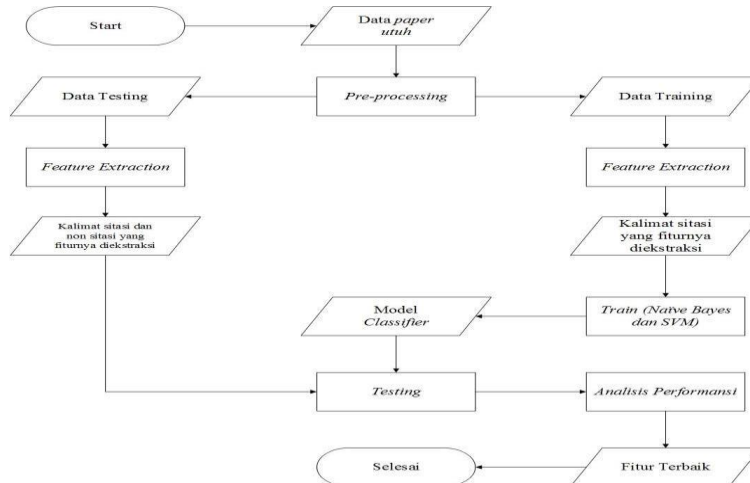 Start
Data paper
utuh
Data Testing
Pre-processing
Data Training
Feature Extraction
Feature Extraction
Kalimat sitasi dan
non sitasi yang
fiturnya diekstraksi
Kalimat sitasi
yang fiturnya
diekstraksi
Model
Classifier
Train (Naïve Bayes
dan SVM)
Testing
Analisis Performansi
Selesai
Fitur Terbaik